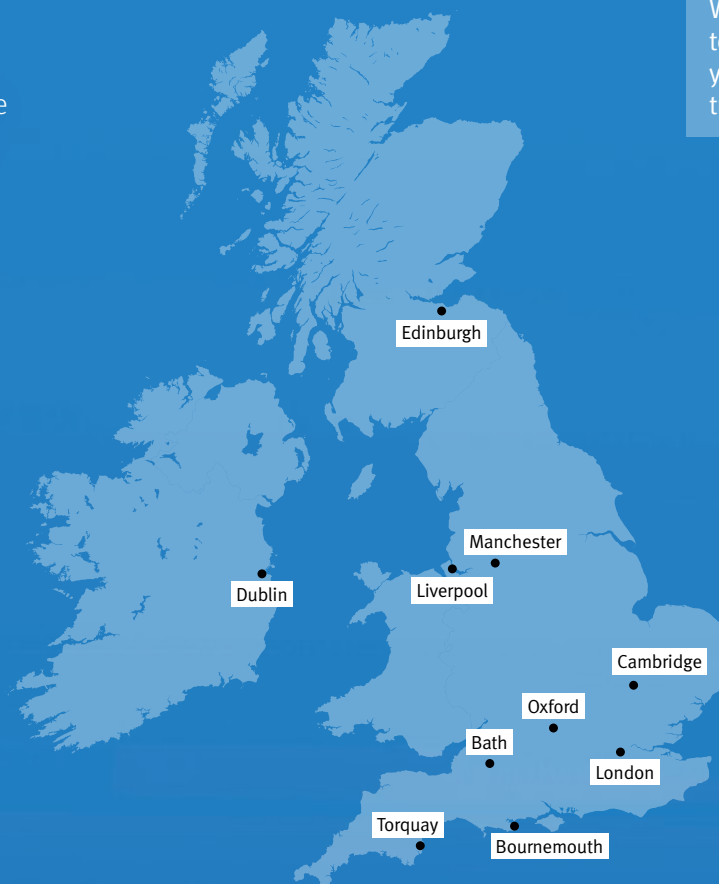 Edinburgh
Manchester
Liverpool
Dublin
Cambridge
Oxford
Bath
London
Torquay
Bournemouth